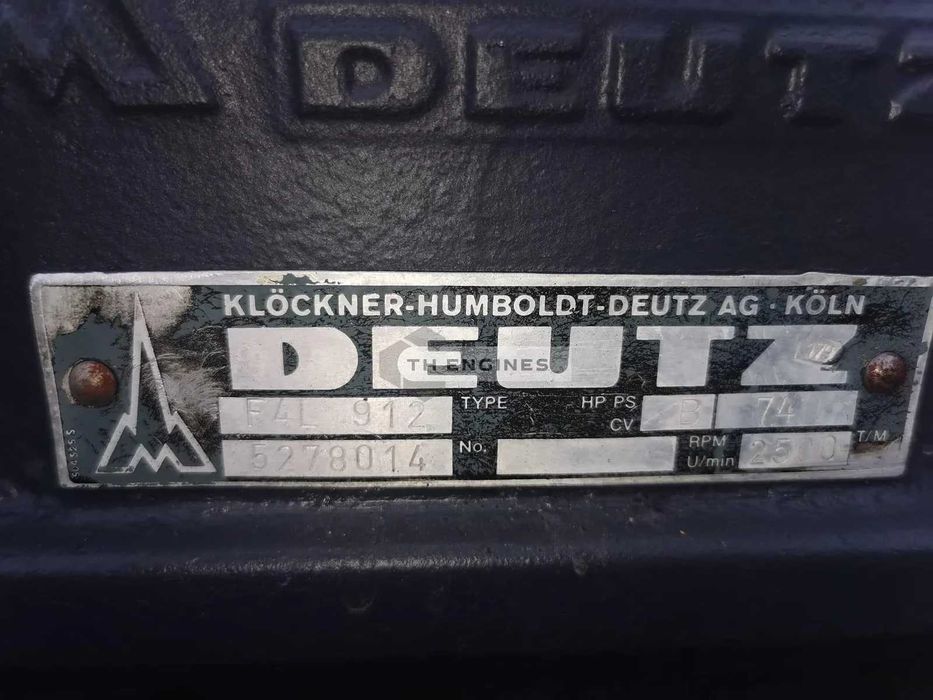 DEUTZ
KLÖCKNER-HUMBOLDT-DEUTZ AG · KÖLN
DEUTZ
TH ENGINES
F4L 912 TYPE HP PS CV B 74
5278014 No. RPM U/min 2500 T/M